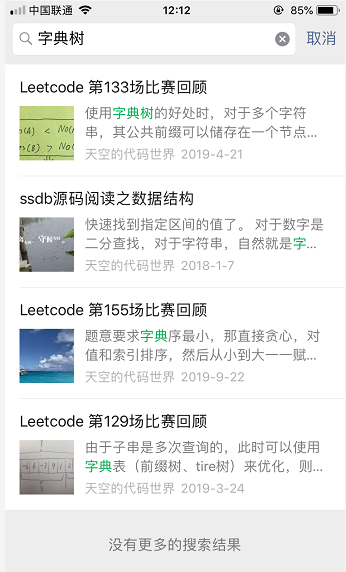 中国联通 12:12 85%
字典树 取消
Leetcode 第133场比赛回顾
使用字典树的好处时，对于多个字符
串，其公共前缀可以储存在一个节点...
天空的代码世界 2019-4-21
ssdb源码阅读之数据结构
快速找到指定区间的值了。 对于数字是
二分查找，对于字符串，自然就是字...
天空的代码世界 2018-1-7
Leetcode 第155场比赛回顾
题意要求字典序最小，那直接贪心，对
值和索引排序，然后从小到大一一赋...
天空的代码世界 2019-9-22
Leetcode 第129场比赛回顾
由于子串是多次查询的，此时可以使用
字典表（前缀树、tire树）来优化，则...
天空的代码世界 2019-3-24
没有更多的搜索结果